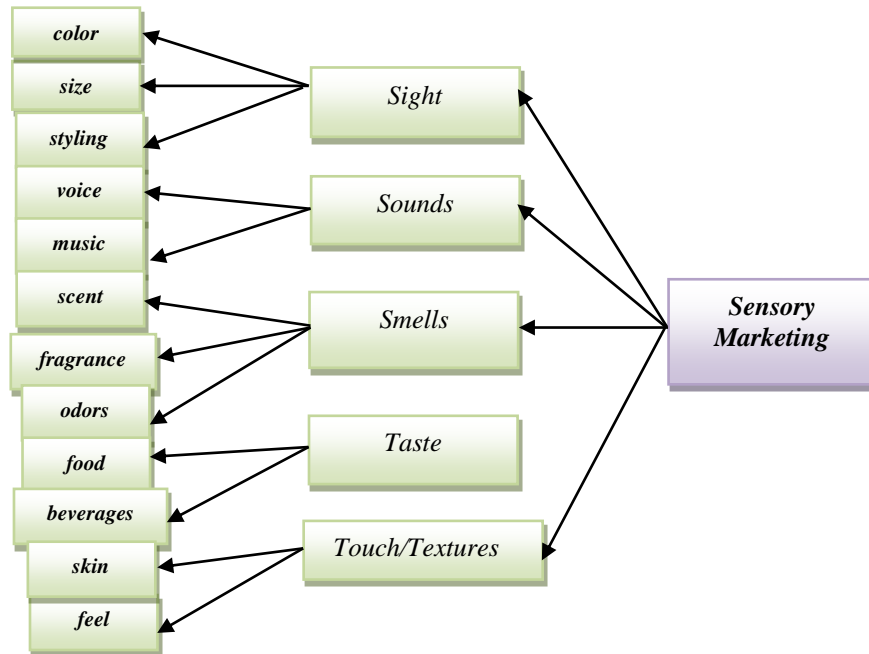 color
size
styling
voice
music
scent
fragrance
odors
food
beverages
skin
feel
Sight
Sounds
Smells
Taste
Touch/Textures
Sensory
Marketing